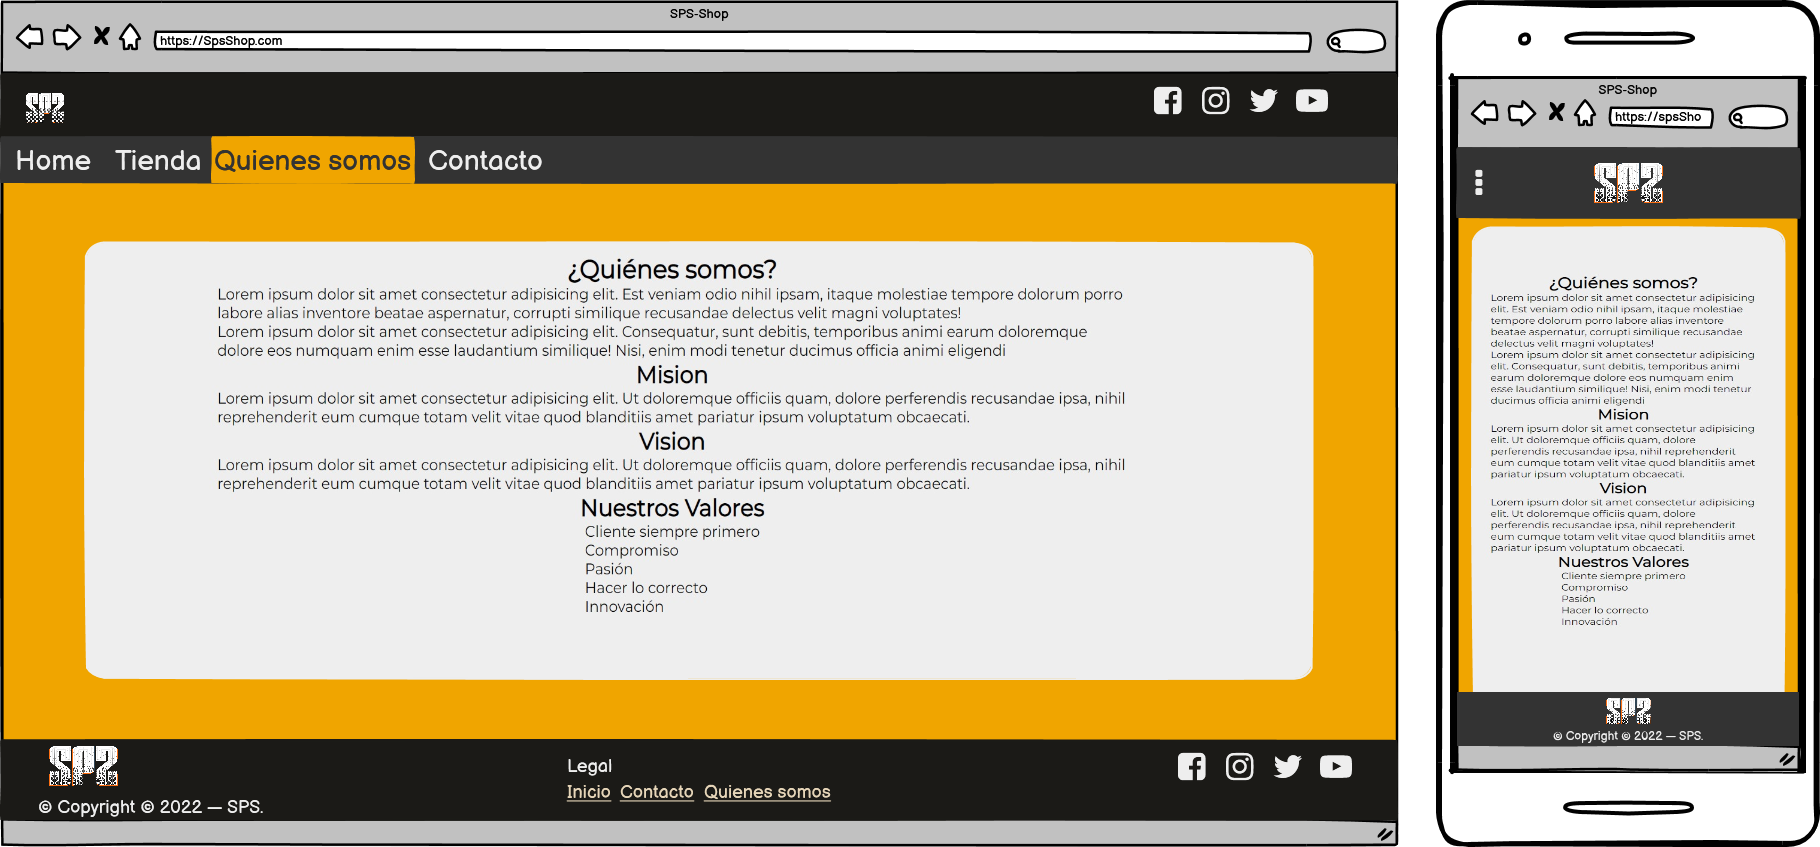 SPS-Shop
https://SpsShop.com
SPS
Home Tienda Quienes somos Contacto
¿Quiénes somos?
Lorem ipsum dolor sit amet consectetur adipisicing elit. Est veniam odio nihil ipsam, itaque molestiae tempore dolorum porro
labore alias inventore beatae aspernatur, corrupti similique recusandae delectus velit magni voluptates!
Lorem ipsum dolor sit amet consectetur adipisicing elit. Consequatur, sunt debitis, temporibus animi earum doloremque
dolore eos numquam enim esse laudantium similique! Nisi, enim modi tenetur ducimus officia animi eligendi
Mision
Lorem ipsum dolor sit amet consectetur adipisicing elit. Ut doloremque officiis quam, dolore perferendis recusandae ipsa, nihil
reprehenderit eum cumque totam velit vitae quod blanditiis amet pariatur ipsum voluptatum obcaecati.
Vision
Lorem ipsum dolor sit amet consectetur adipisicing elit. Ut doloremque officiis quam, dolore perferendis recusandae ipsa, nihil
reprehenderit eum cumque totam velit vitae quod blanditiis amet pariatur ipsum voluptatum obcaecati.
Nuestros Valores
Cliente siempre primero
Compromiso
Pasión
Hacer lo correcto
Innovación
SPS
© Copyright © 2022 — SPS.
Legal
Inicio Contacto Quienes somos
SPS-Shop
https://spsSho
SPS
¿Quiénes somos?
Lorem ipsum dolor sit amet consectetur adipisicing
elit. Est veniam odio nihil ipsam, itaque molestiae
tempore dolorum porro labore alias inventore
beatae aspernatur, corrupti similique recusandae
delectus velit magni voluptates!
Lorem ipsum dolor sit amet consectetur adipisicing
elit. Consequatur, sunt debitis, temporibus animi
earum doloremque dolore eos numquam enim
esse laudantium similique! Nisi, enim modi tenetur
ducimus officia animi eligendi
Mision
Lorem ipsum dolor sit amet consectetur adipisicing
elit. Ut doloremque officiis quam, dolore
perferendis recusandae ipsa, nihil reprehenderit
eum cumque totam velit vitae quod blanditiis amet
pariatur ipsum voluptatum obcaecati.
Vision
Lorem ipsum dolor sit amet consectetur adipisicing
elit. Ut doloremque officiis quam, dolore
perferendis recusandae ipsa, nihil reprehenderit
eum cumque totam velit vitae quod blanditiis amet
pariatur ipsum voluptatum obcaecati.
Nuestros Valores
Cliente siempre primero
Compromiso
Pasión
Hacer lo correcto
Innovación
SPS
© Copyright © 2022 — SPS.